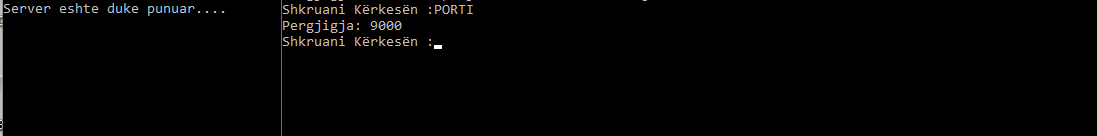 Server eshte duke punuar....
Shkruani Kërkesën :PORTI
Pergjigja: 9000
Shkruani Kërkesën :